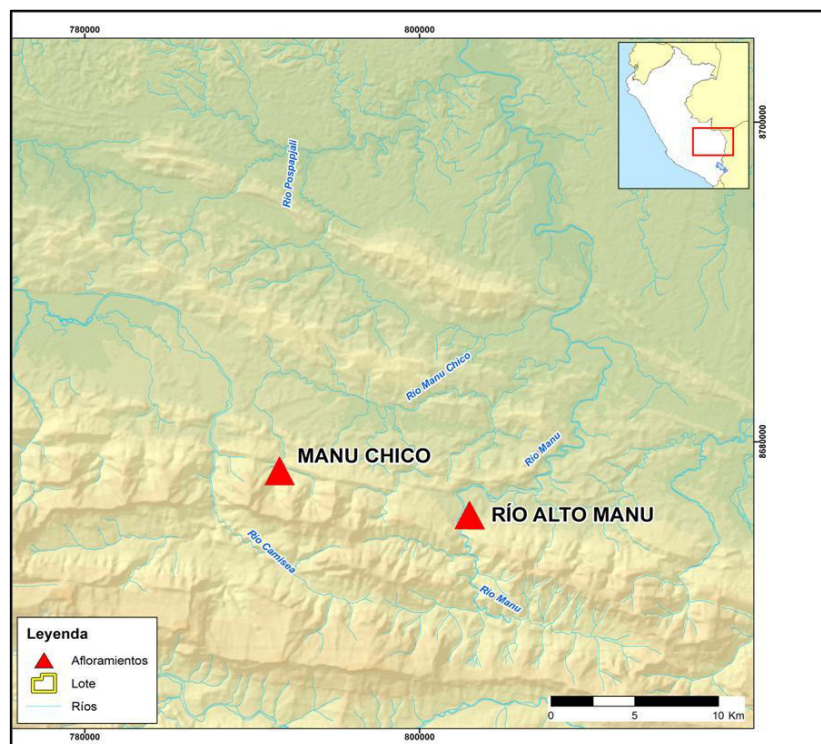 780000
800000
8700000
Río Pospapjali
Río Manu Chico
Río Manu
8680000
MANU CHICO
RÍO ALTO MANU
Río Camisea
Río Manu
Leyenda
Afloramientos
Lote
Ríos
0 5 10 Km
780000
800000